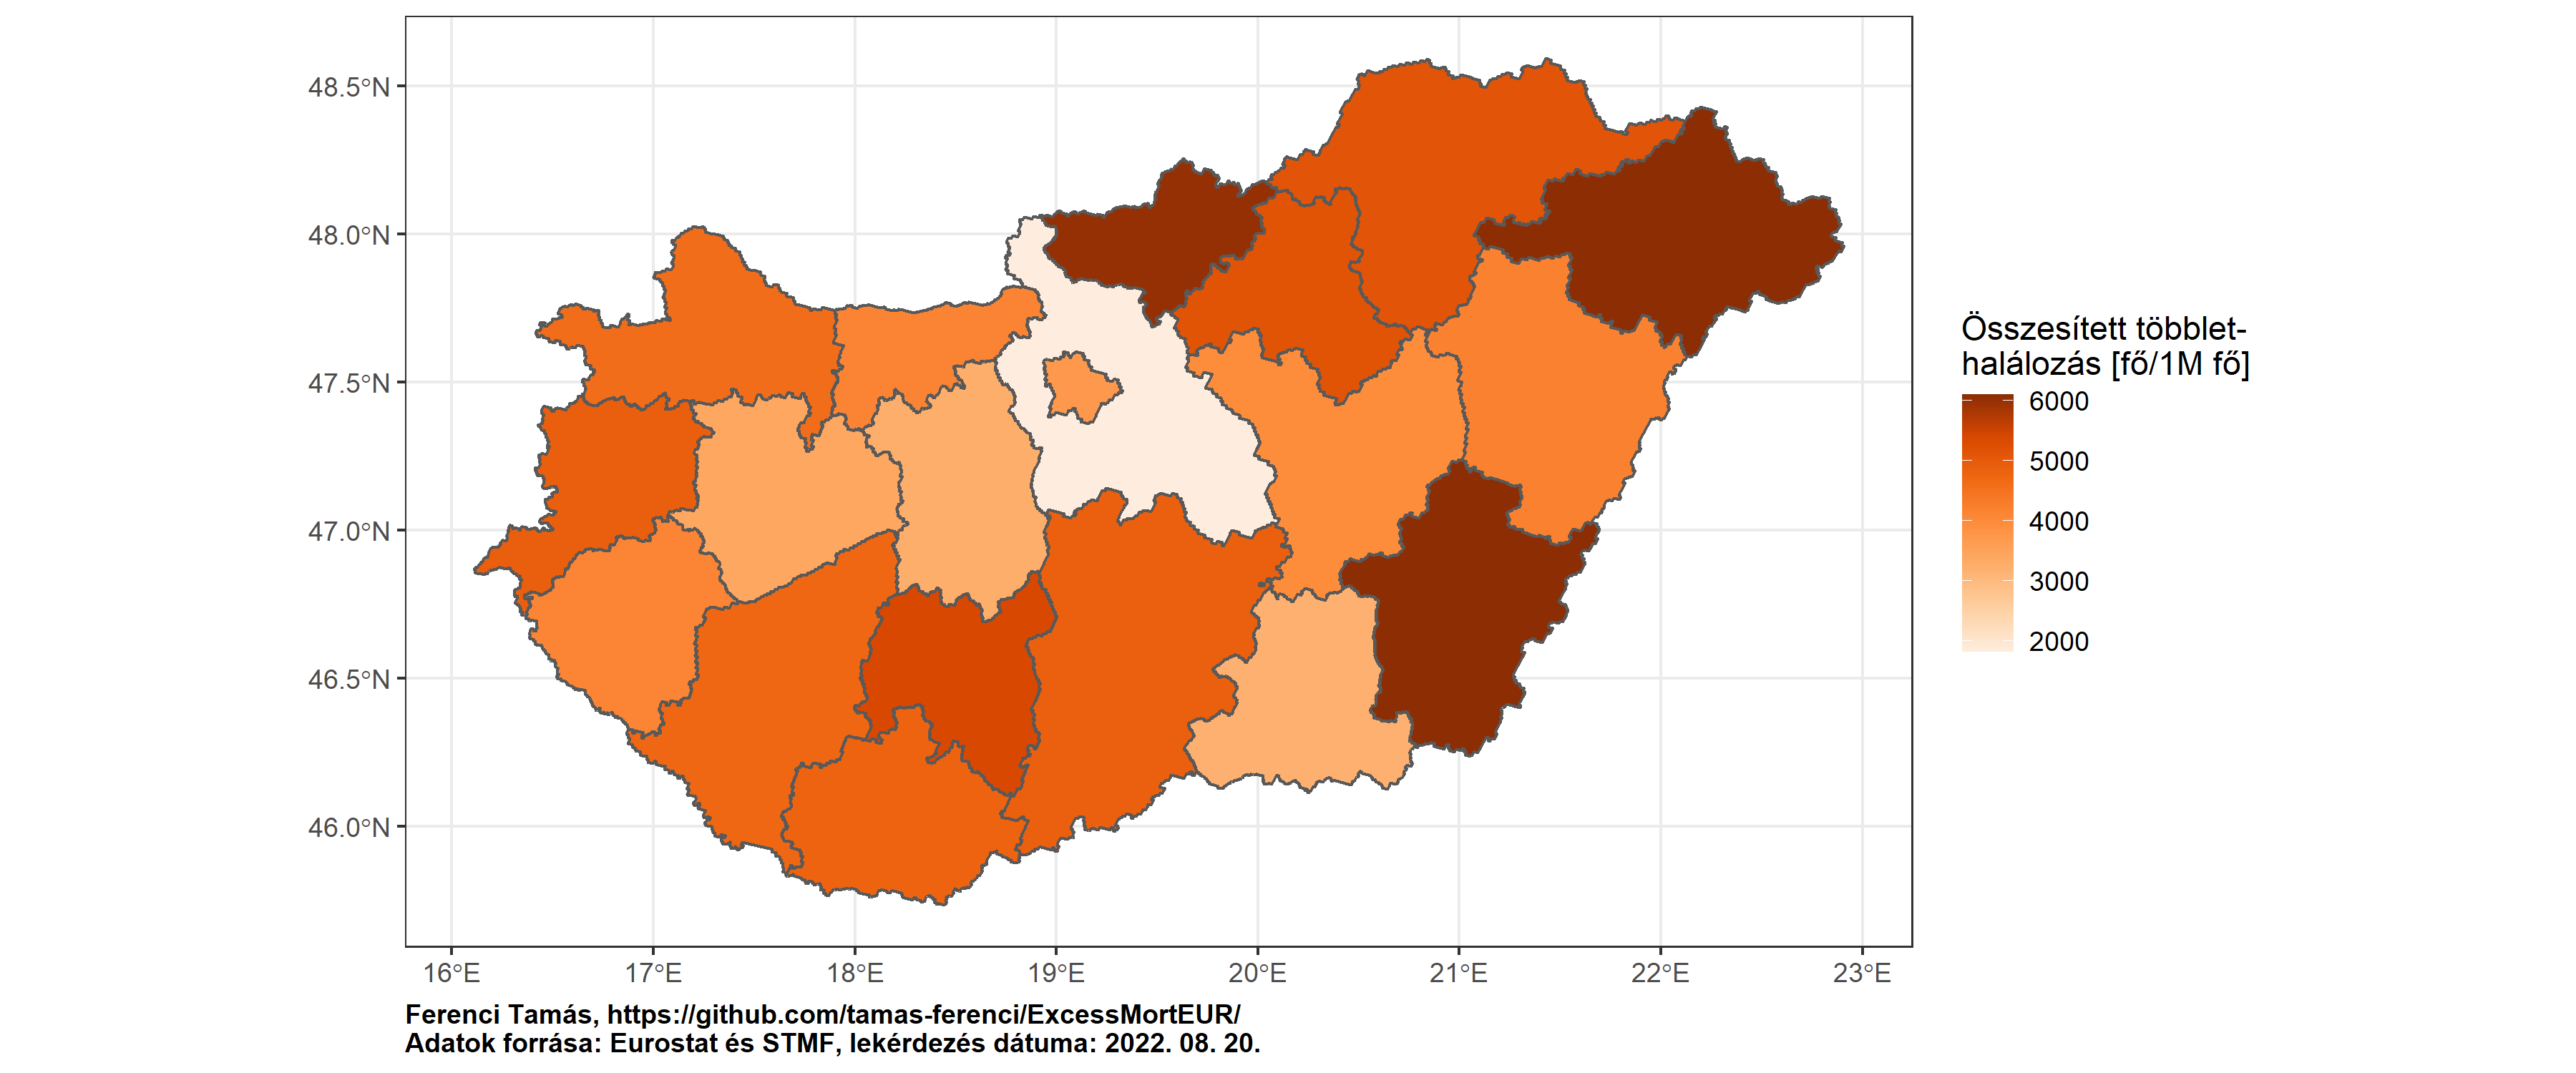 48.5°N
48.0°N
47.5°N
47.0°N
46.5°N
46.0°N
16°E 17°E 18°E 19°E 20°E 21°E 22°E 23°E
Összesített többlet-
halálozás [fő/1M fő]
6000
5000
4000
3000
2000
Ferenci Tamás, https://github.com/tamas-ferenci/ExcessMortEUR/
Adatok forrása: Eurostat és STMF, lekérdezés dátuma: 2022. 08. 20.